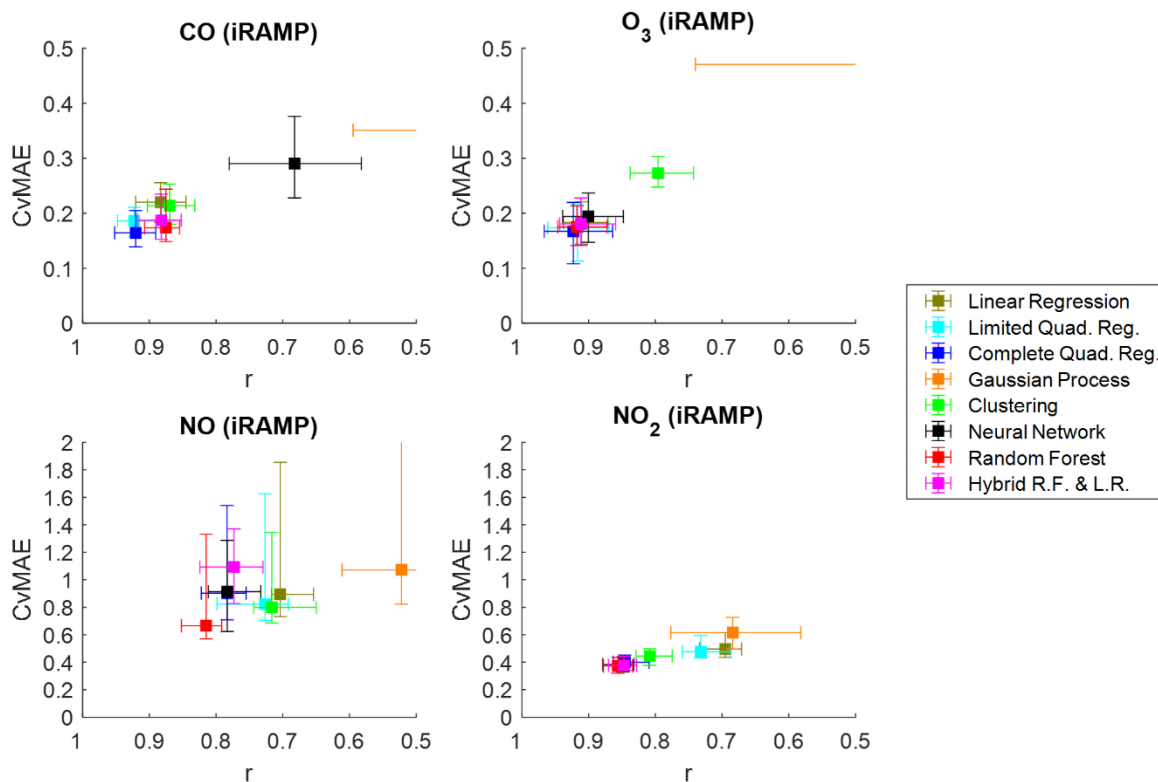 CO (iRAMP)
0.5
0.4
0.3
0.2
0.1
0
CvMAE
1 0.9 0.8 0.7 0.6 0.5
r
O3 (iRAMP)
0.5
0.4
0.3
0.2
0.1
0
CvMAE
1 0.9 0.8 0.7 0.6 0.5
r
Linear Regression
Limited Quad. Reg.
Complete Quad. Reg.
Gaussian Process
Clustering
Neural Network
Random Forest
Hybrid R.F. & L.R.
NO (iRAMP)
2
1.8
1.6
1.4
1.2
1
0.8
0.6
0.4
0.2
0
CvMAE
1 0.9 0.8 0.7 0.6 0.5
r
NO2 (iRAMP)
2
1.8
1.6
1.4
1.2
1
0.8
0.6
0.4
0.2
0
CvMAE
1 0.9 0.8 0.7 0.6 0.5
r